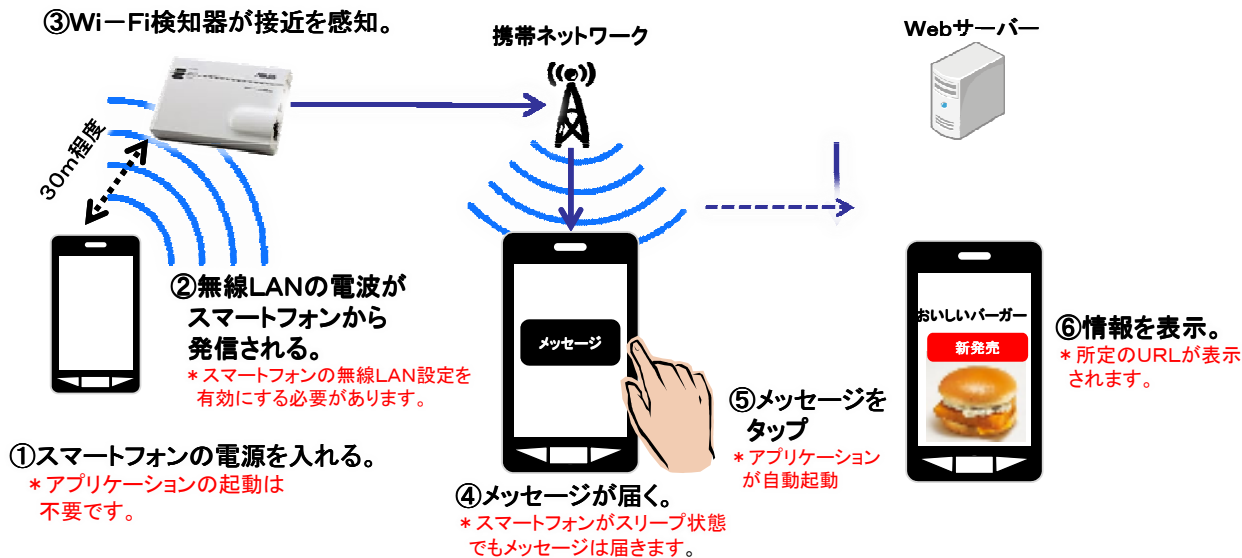 ③Wi－Fi検知器が接近を感知。
携帯ネットワーク
Webサーバー
30m程度
②無線LANの電波が
スマートフォンから
発信される。
＊スマートフォンの無線LAN設定を
有効にする必要があります。
①スマートフォンの電源を入れる。
＊アプリケーションの起動は
不要です。
メッセージ
④メッセージが届く。
＊スマートフォンがスリープ状態
でもメッセージは届きます。
⑤メッセージを
タップ
＊アプリケーション
が自動起動
おいしいバーガー
新発売
⑥情報を表示。
＊所定のURLが表示
されます。